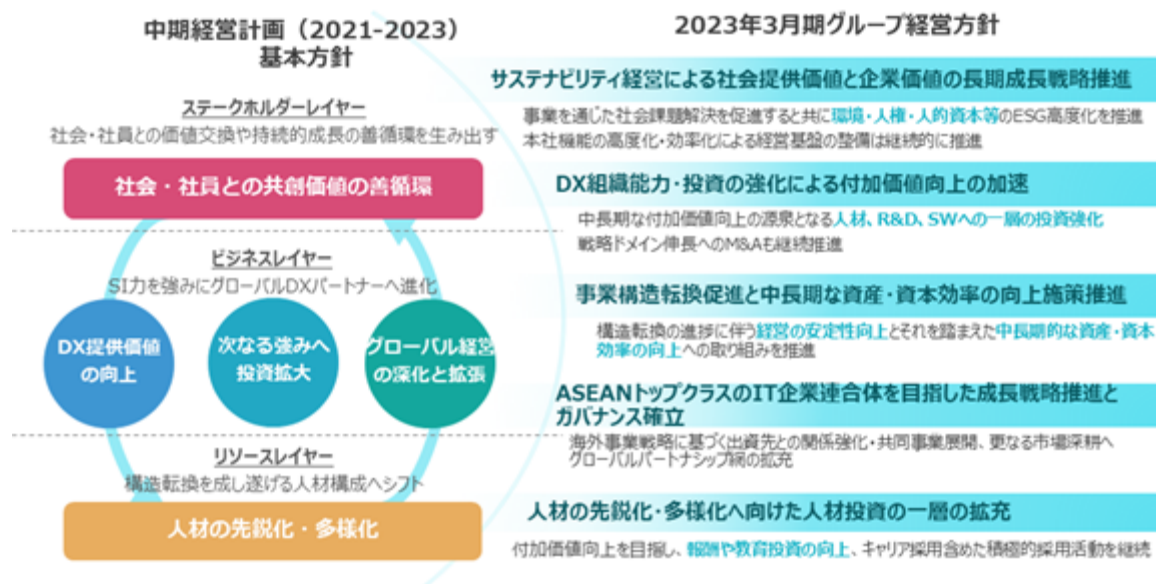 中期経営計画（2021-2023）
基本方針
ステークホルダーレイヤー
社会・社員との価値交換や持続的成長の善循環を生み出す
社会・社員との共創価値の善循環
ビジネスレイヤー
SI力を強みにグローバルDXパートナーへ進化
DX提供価値
の向上
次なる強みへ
投資拡大
グローバル経営
の深化と拡張
リソースレイヤー
構造転換を成し遂げる人材構成へシフト
人材の先鋭化・多様化
2023年3月期グループ経営方針
サステナビリティ経営による社会提供価値と企業価値の長期成長戦略推進
事業を通じた社会課題解決を促進すると共に環境・人権・人的資本等のESG高度化を推進
本社機能の高度化・効率化による経営基盤の整備は継続的に推進
DX組織能力・投資の強化による付加価値向上の加速
中長期な付加価値向上の源泉となる人材、R&D、SWへの一層の投資強化
戦略ドメイン伸長へのM&Aも継続推進
事業構造転換促進と中長期な資産・資本効率の向上施策推進
構造転換の進捗に伴う経営の安定性向上とそれを踏まえた中長期的な資産・資本
効率の向上への取り組みを推進
ASEANトップクラスのIT企業連合体を目指した成長戦略推進と
ガバナンス確立
海外事業戦略に基づく出資先との関係強化・共同事業展開、更なる市場深耕へ
グローバルパートナシップ網の拡充
人材の先鋭化・多様化へ向けた人材投資の一層の拡充
付加価値向上を目指し、報酬や教育投資の向上、キャリア採用含めた積極的採用活動を継続